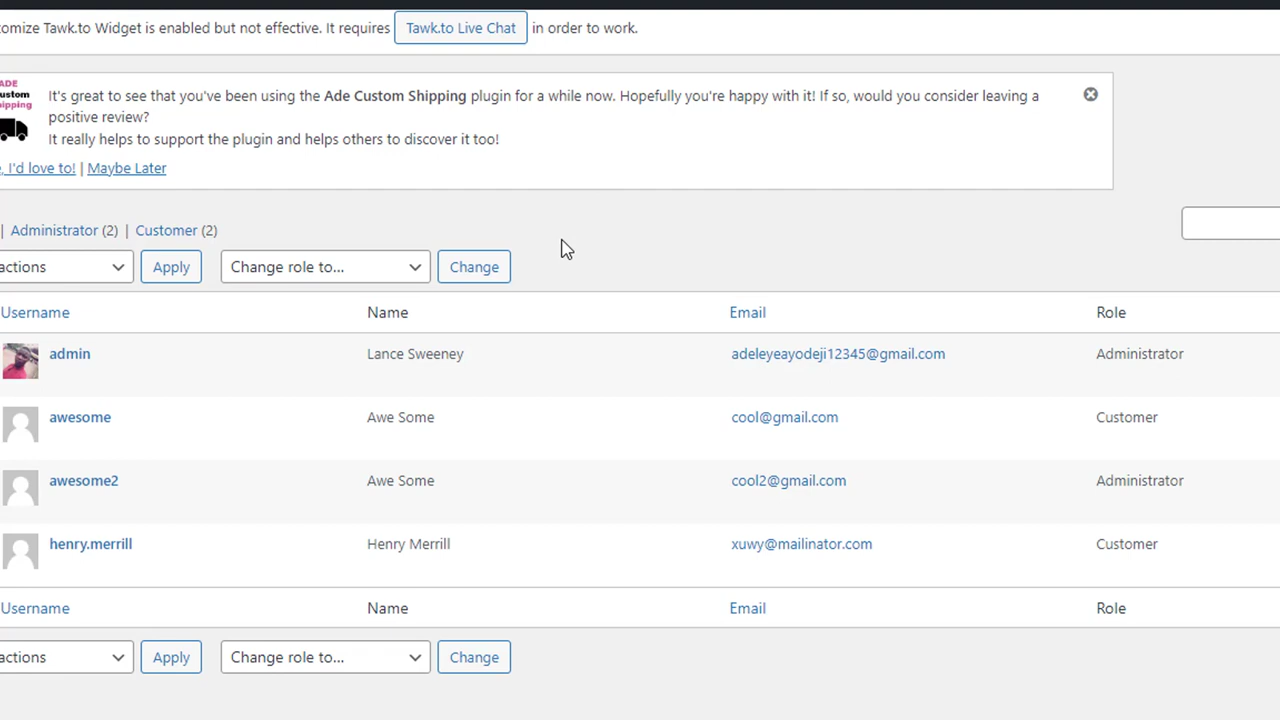 tomize Tawk.to Widget is enabled but not effective. It requires Tawk.to Live Chat in order to work.
ADE
ustom
hipping
It's great to see that you've been using the Ade Custom Shipping plugin for a while now. Hopefully you're happy with it! If so, would you consider leaving a
positive review?
It really helps to support the plugin and helps others to discover it too!
, I'd love to! | Maybe Later
| Administrator (2) | Customer (2)
actions Apply Change role to... Change
Username Name Email Role
admin Lance Sweeney adeleyeayodeji12345@gmail.com Administrator
awesome Awe Some cool@gmail.com Customer
awesome2 Awe Some cool2@gmail.com Administrator
henry.merrill Henry Merrill xuwy@mailinator.com Customer
Username Name Email Role
actions Apply Change role to... Change